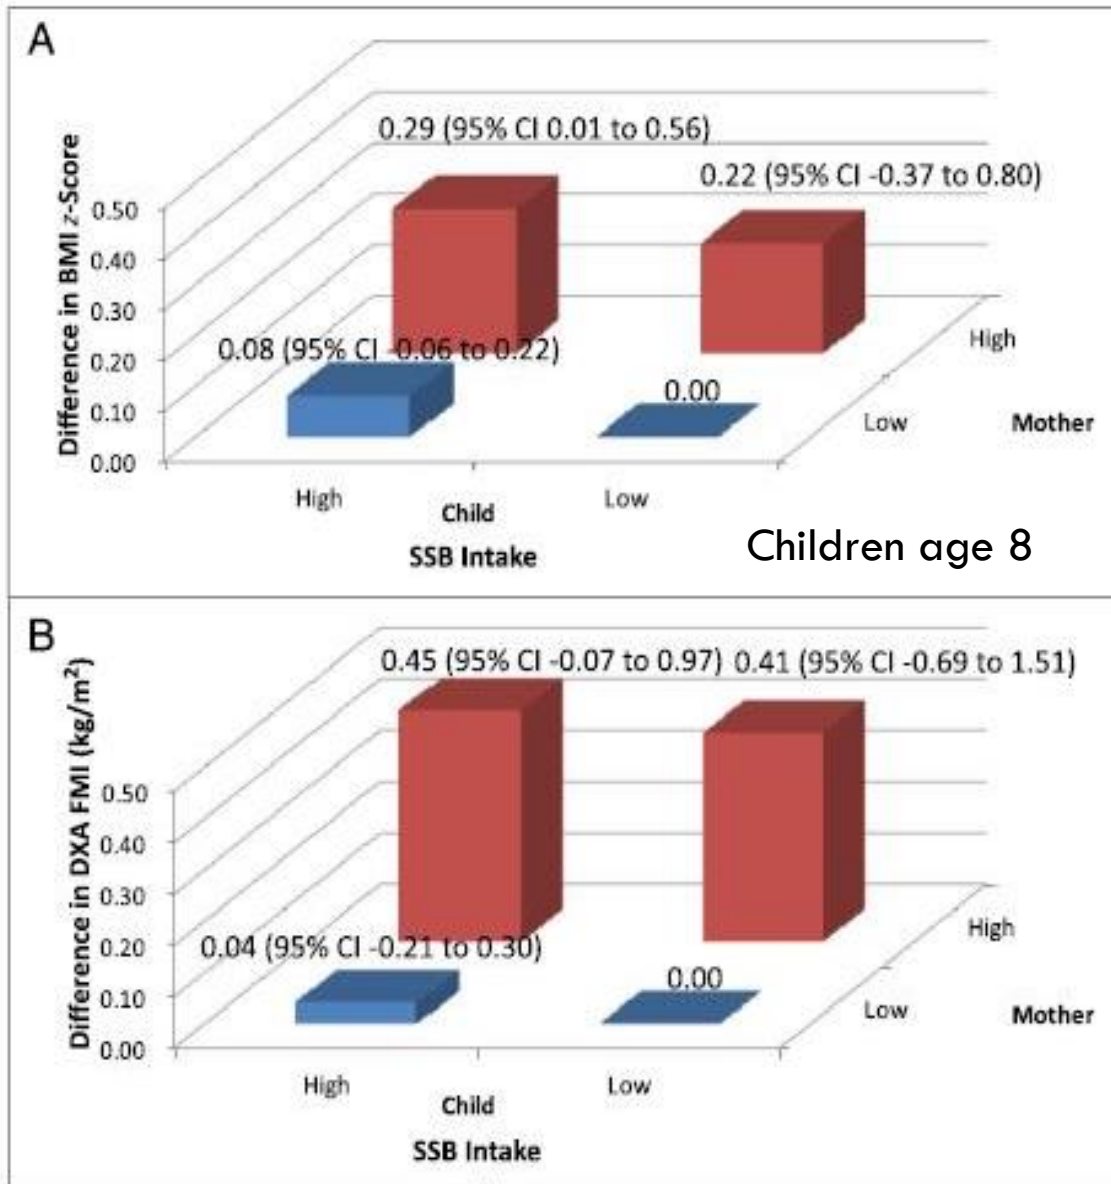 A
Difference in BMI z-Score
0.50
0.40
0.30
0.20
0.10
0.00
0.29 (95% CI 0.01 to 0.56)
0.22 (95% CI -0.37 to 0.80)
0.08 (95% CI -0.06 to 0.22)
0.00
High
Low
Mother
High
Low
Child
SSB Intake
Children age 8
B
Difference in DXA FMI (kg/m²)
0.50
0.40
0.30
0.20
0.10
0.00
0.45 (95% CI -0.07 to 0.97)
0.41 (95% CI -0.69 to 1.51)
0.04 (95% CI -0.21 to 0.30)
0.00
High
Low
Mother
High
Low
Child
SSB Intake